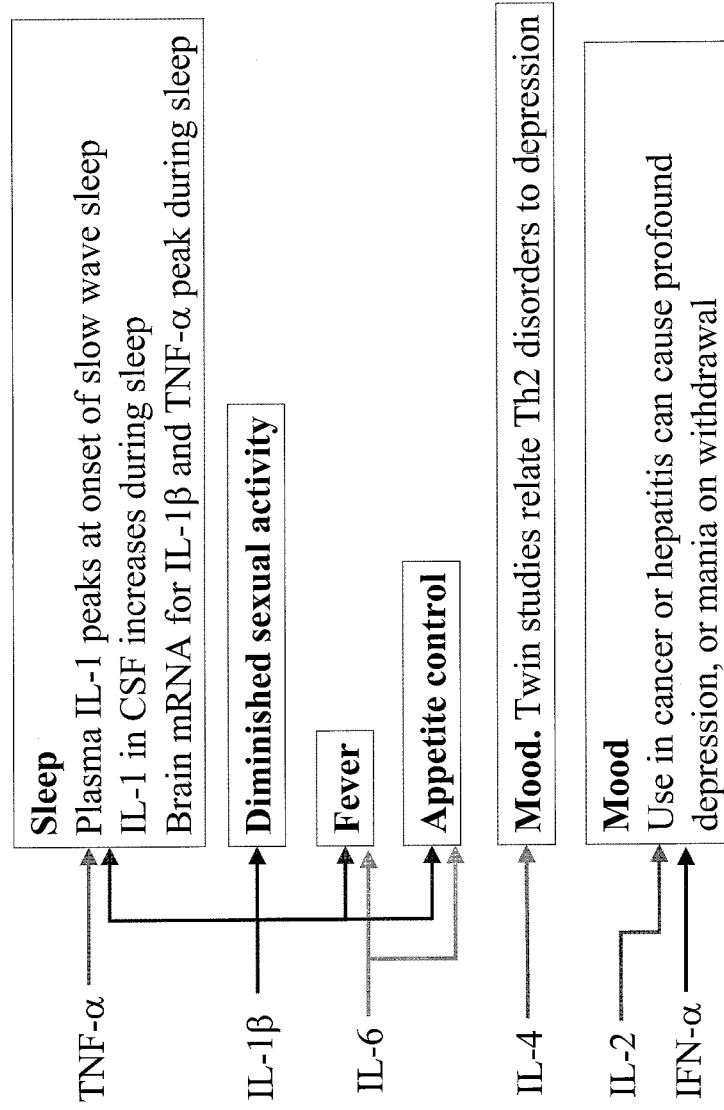 TNF-α
IL-1β
IL-6
IL-4
IL-2
IFN-α
Sleep
Plasma IL-1 peaks at onset of slow wave sleep
IL-1 in CSF increases during sleep
Brain mRNA for IL-1β and TNF-α peak during sleep
Diminished sexual activity
Fever
Appetite control
Mood. Twin studies relate Th2 disorders to depression
Mood
Use in cancer or hepatitis can cause profound
depression, or mania on withdrawal